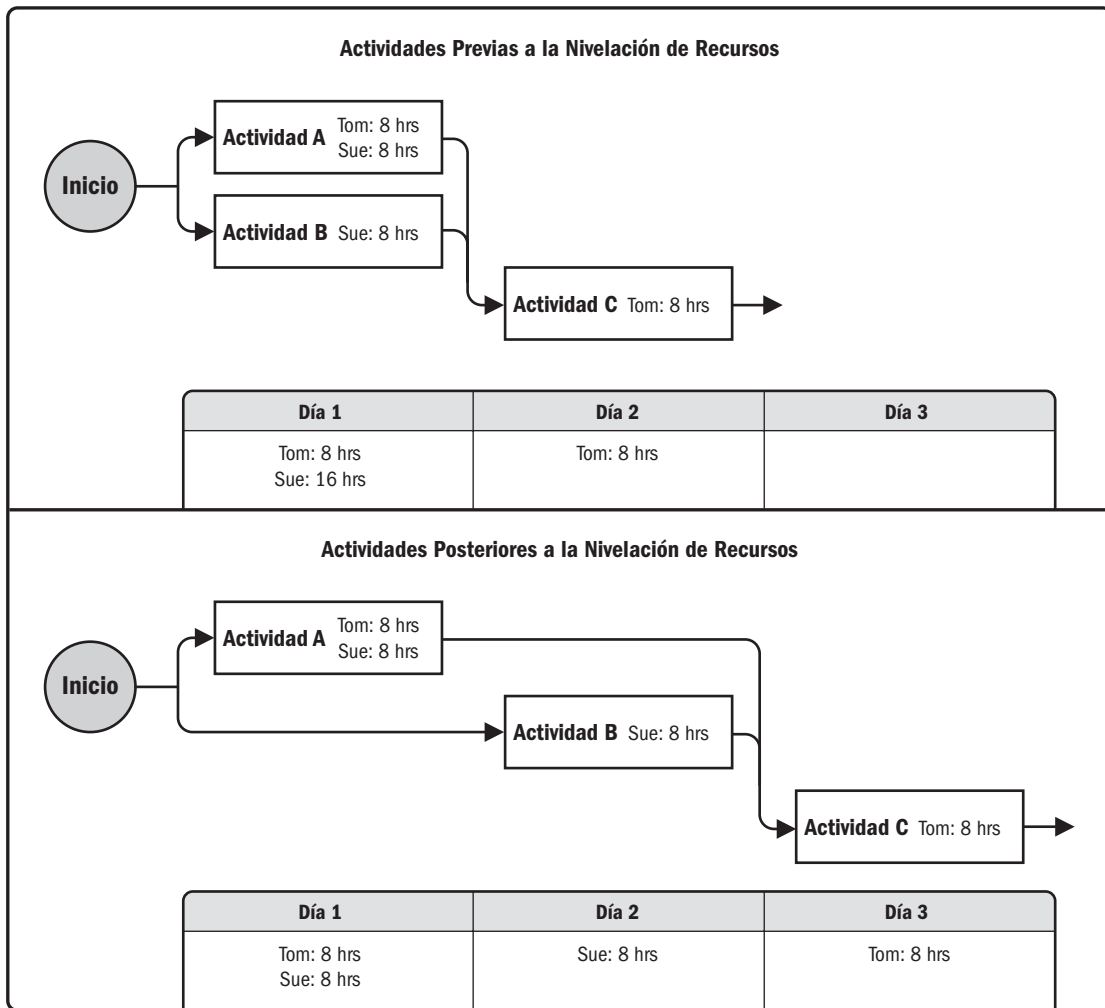 Actividades Previas a la Nivelación de Recursos
Inicio
Actividad A
Tom: 8 hrs
Sue: 8 hrs
Actividad B Sue: 8 hrs
Actividad C Tom: 8 hrs
Día 1 Día 2 Día 3
Tom: 8 hrs Tom: 8 hrs
Sue: 16 hrs
Actividades Posteriores a la Nivelación de Recursos
Inicio
Actividad A
Tom: 8 hrs
Sue: 8 hrs
Actividad B Sue: 8 hrs
Actividad C Tom: 8 hrs
Día 1 Día 2 Día 3
Tom: 8 hrs Sue: 8 hrs Tom: 8 hrs
Sue: 8 hrs